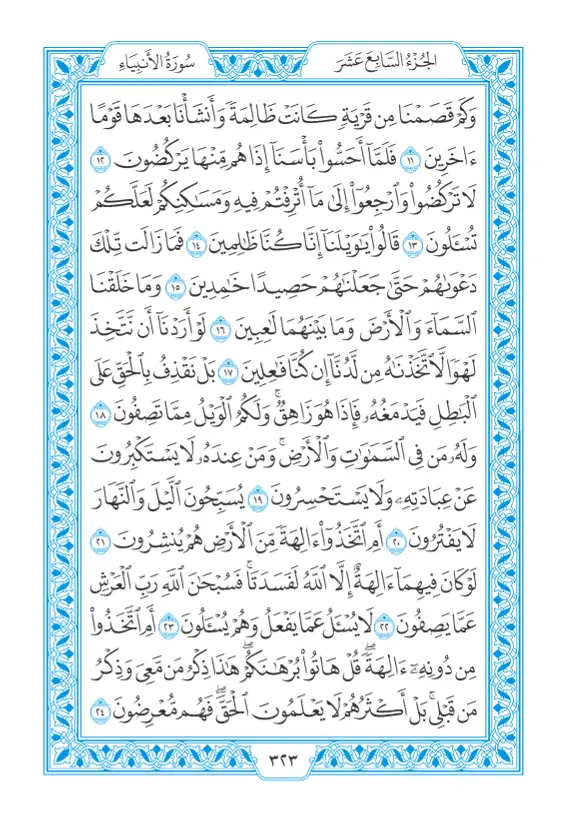 سُورَةُ الأَنبِيَاءِ
الجُزْءُ السَّابِعَ عَشَرَ
وَكَمْ قَصَمْنَا مِن قَرْيَةٍ كَانَتْ ظَالِمَةً وَأَنشَأْنَا بَعْدَهَا قَوْمًا
ءَاخَرِينَ ١١ فَلَمَّآ أَحَسُّوا۟ بَأْسَنَآ إِذَا هُم مِّنْهَا يَرْكُضُونَ ١٢
لَا تَرْكُضُوا۟ وَٱرْجِعُوٓا۟ إِلَىٰ مَآ أُتْرِفْتُمْ فِيهِ وَمَسَٰكِنِكُمْ لَعَلَّكُمْ
تُسْـَٔلُونَ ١٣ قَالُوا۟ يَٰوَيْلَنَآ إِنَّا كُنَّا ظَٰلِمِينَ ١٤ فَمَا زَالَت تِّلْكَ
دَعْوَىٰهُمْ حَتَّىٰ جَعَلْنَٰهُمْ حَصِيدًا خَٰمِدِينَ ١٥ وَمَا خَلَقْنَا
ٱلسَّمَآءَ وَٱلْأَرْضَ وَمَا بَيْنَهُمَا لَٰعِبِينَ ١٦ لَوْ أَرَدْنَآ أَن نَّتَّخِذَ
لَهْوًا لَّٱتَّخَذْنَٰهُ مِن لَّدُنَّآ إِن كُنَّا فَٰعِلِينَ ١٧ بَلْ نَقْذِفُ بِٱلْحَقِّ عَلَى
ٱلْبَٰطِلِ فَيَدْمَغُهُۥ فَإِذَا هُوَ زَاهِقٌ ۚ وَلَكُمُ ٱلْوَيْلُ مِمَّا تَصِفُونَ ١٨
وَلَهُۥ مَن فِى ٱلسَّمَٰوَٰتِ وَٱلْأَرْضِ ۚ وَمَنْ عِندَهُۥ لَا يَسْتَكْبِرُونَ
عَنْ عِبَادَتِهِۦ وَلَا يَسْتَحْسِرُونَ ١٩ يُسَبِّحُونَ ٱلَّيْلَ وَٱلنَّهَارَ
لَا يَفْتُرُونَ ٢٠ أَمِ ٱتَّخَذُوٓا۟ ءَالِهَةً مِّنَ ٱلْأَرْضِ هُمْ يُنشِرُونَ ٢١
لَوْ كَانَ فِيهِمَآ ءَالِهَةٌ إِلَّا ٱللَّهُ لَفَسَدَتَا ۚ فَسُبْحَٰنَ ٱللَّهِ رَبِّ ٱلْعَرْشِ
عَمَّا يَصِفُونَ ٢٢ لَا يُسْـَٔلُ عَمَّا يَفْعَلُ وَهُمْ يُسْـَٔلُونَ ٢٣ أَمِ ٱتَّخَذُوا۟
مِن دُونِهِۦٓ ءَالِهَةً ۖ قُلْ هَاتُوا۟ بُرْهَٰنَكُمْ ۖ هَٰذَا ذِكْرُ مَن مَّعِىَ وَذِكْرُ
مَن قَبْلِى ۗ بَلْ أَكْثَرُهُمْ لَا يَعْلَمُونَ ٱلْحَقَّ ۖ فَهُم مُّعْرِضُونَ ٢٤
٣٢٣